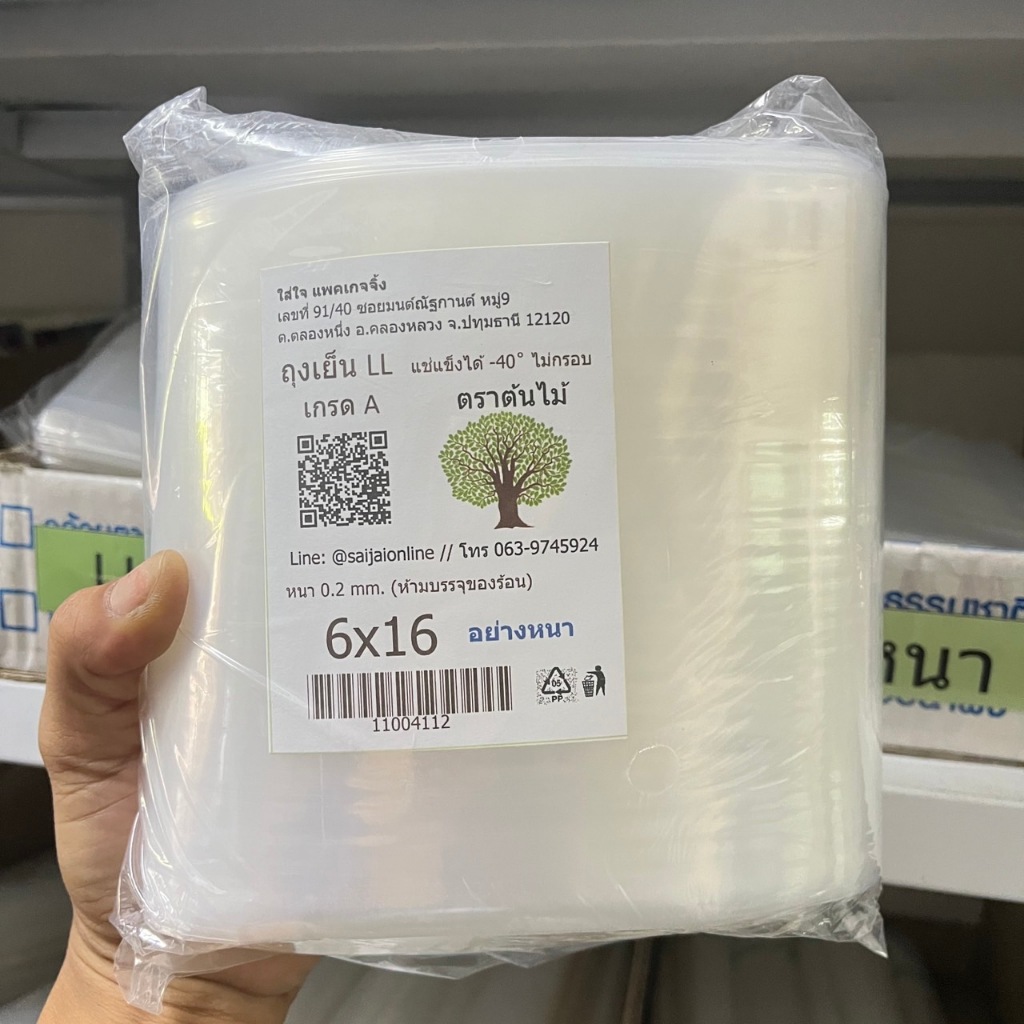 ใส่ใจ แพคเกจจิ้ง
เลขที่ 91/40 ซอยมนต์ณัฐกานต์ หมู่9
ต.คลองหนึ่ง อ.คลองหลวง จ.ปทุมธานี 12120
ถุงเย็น LL แช่แข็งได้ -40° ไม่กรอบ
เกรด A ตราต้นไม้
Line: @saijaionline // โทร 063-9745924
หนา 0.2 mm. (ห้ามบรรจุของร้อน)
6x16 อย่างหนา
11004112
05
PP
หนา